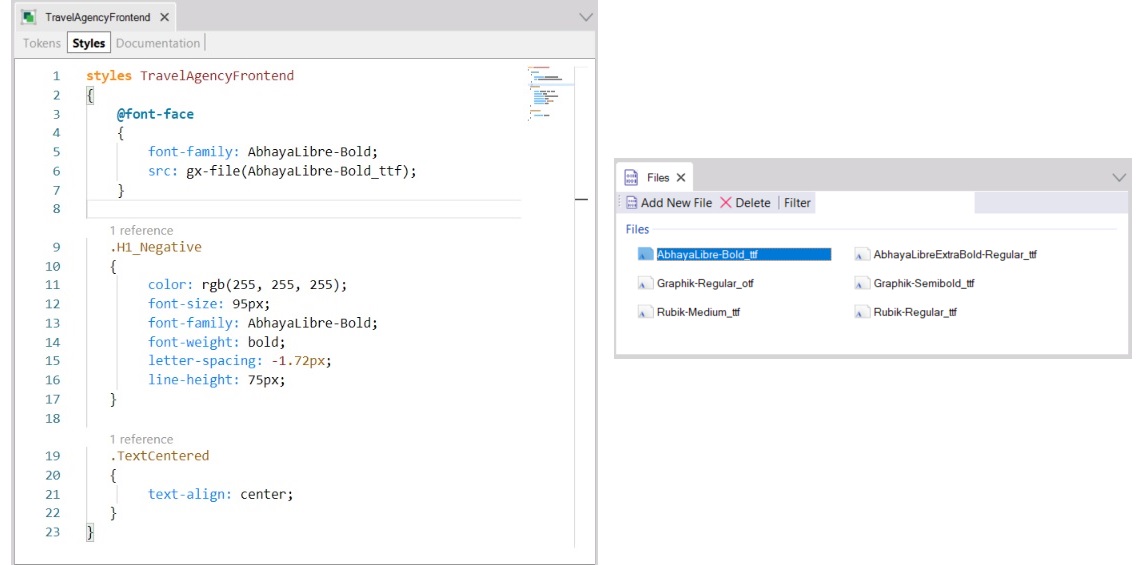 TravelAgencyFrontend
Tokens Styles Documentation
1 styles TravelAgencyFrontend
2 {
3 @font-face
4 {
5 font-family: AbhayaLibre-Bold;
6 src: gx-file(AbhayaLibre-Bold_ttf);
7 }
8
1 reference
9 .H1_Negative
10 {
11 color: rgb(255, 255, 255);
12 font-size: 95px;
13 font-family: AbhayaLibre-Bold;
14 font-weight: bold;
15 letter-spacing: -1.72px;
16 line-height: 75px;
17 }
18
1 reference
19 .TextCentered
20 {
21 text-align: center;
22 }
23 }
Files
Add New File Delete Filter
Files
AbhayaLibre-Bold_ttf AbhayaLibreExtraBold-Regular_ttf
Graphik-Regular_otf Graphik-Semibold_ttf
Rubik-Medium_ttf Rubik-Regular_ttf